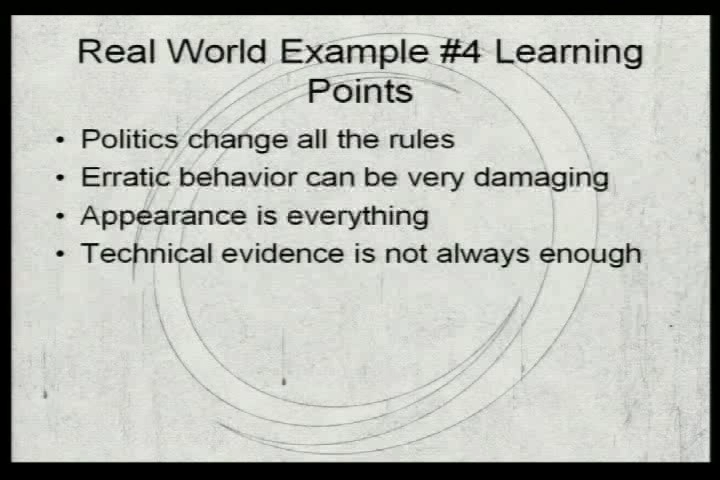 Real World Example #4 Learning
Points
• Politics change all the rules
• Erratic behavior can be very damaging
• Appearance is everything
• Technical evidence is not always enough